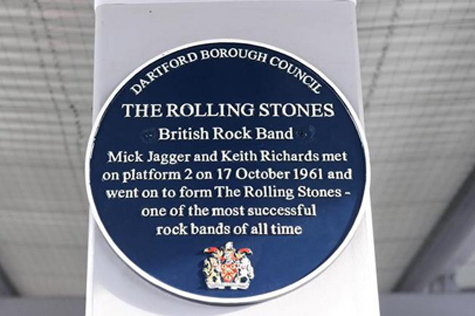 DARTFORD BOROUGH COUNCIL
THE ROLLING STONES
British Rock Band
Mick Jagger and Keith Richards met
on platform 2 on 17 October 1961 and
went on to form The Rolling Stones -
one of the most successful
rock bands of all time